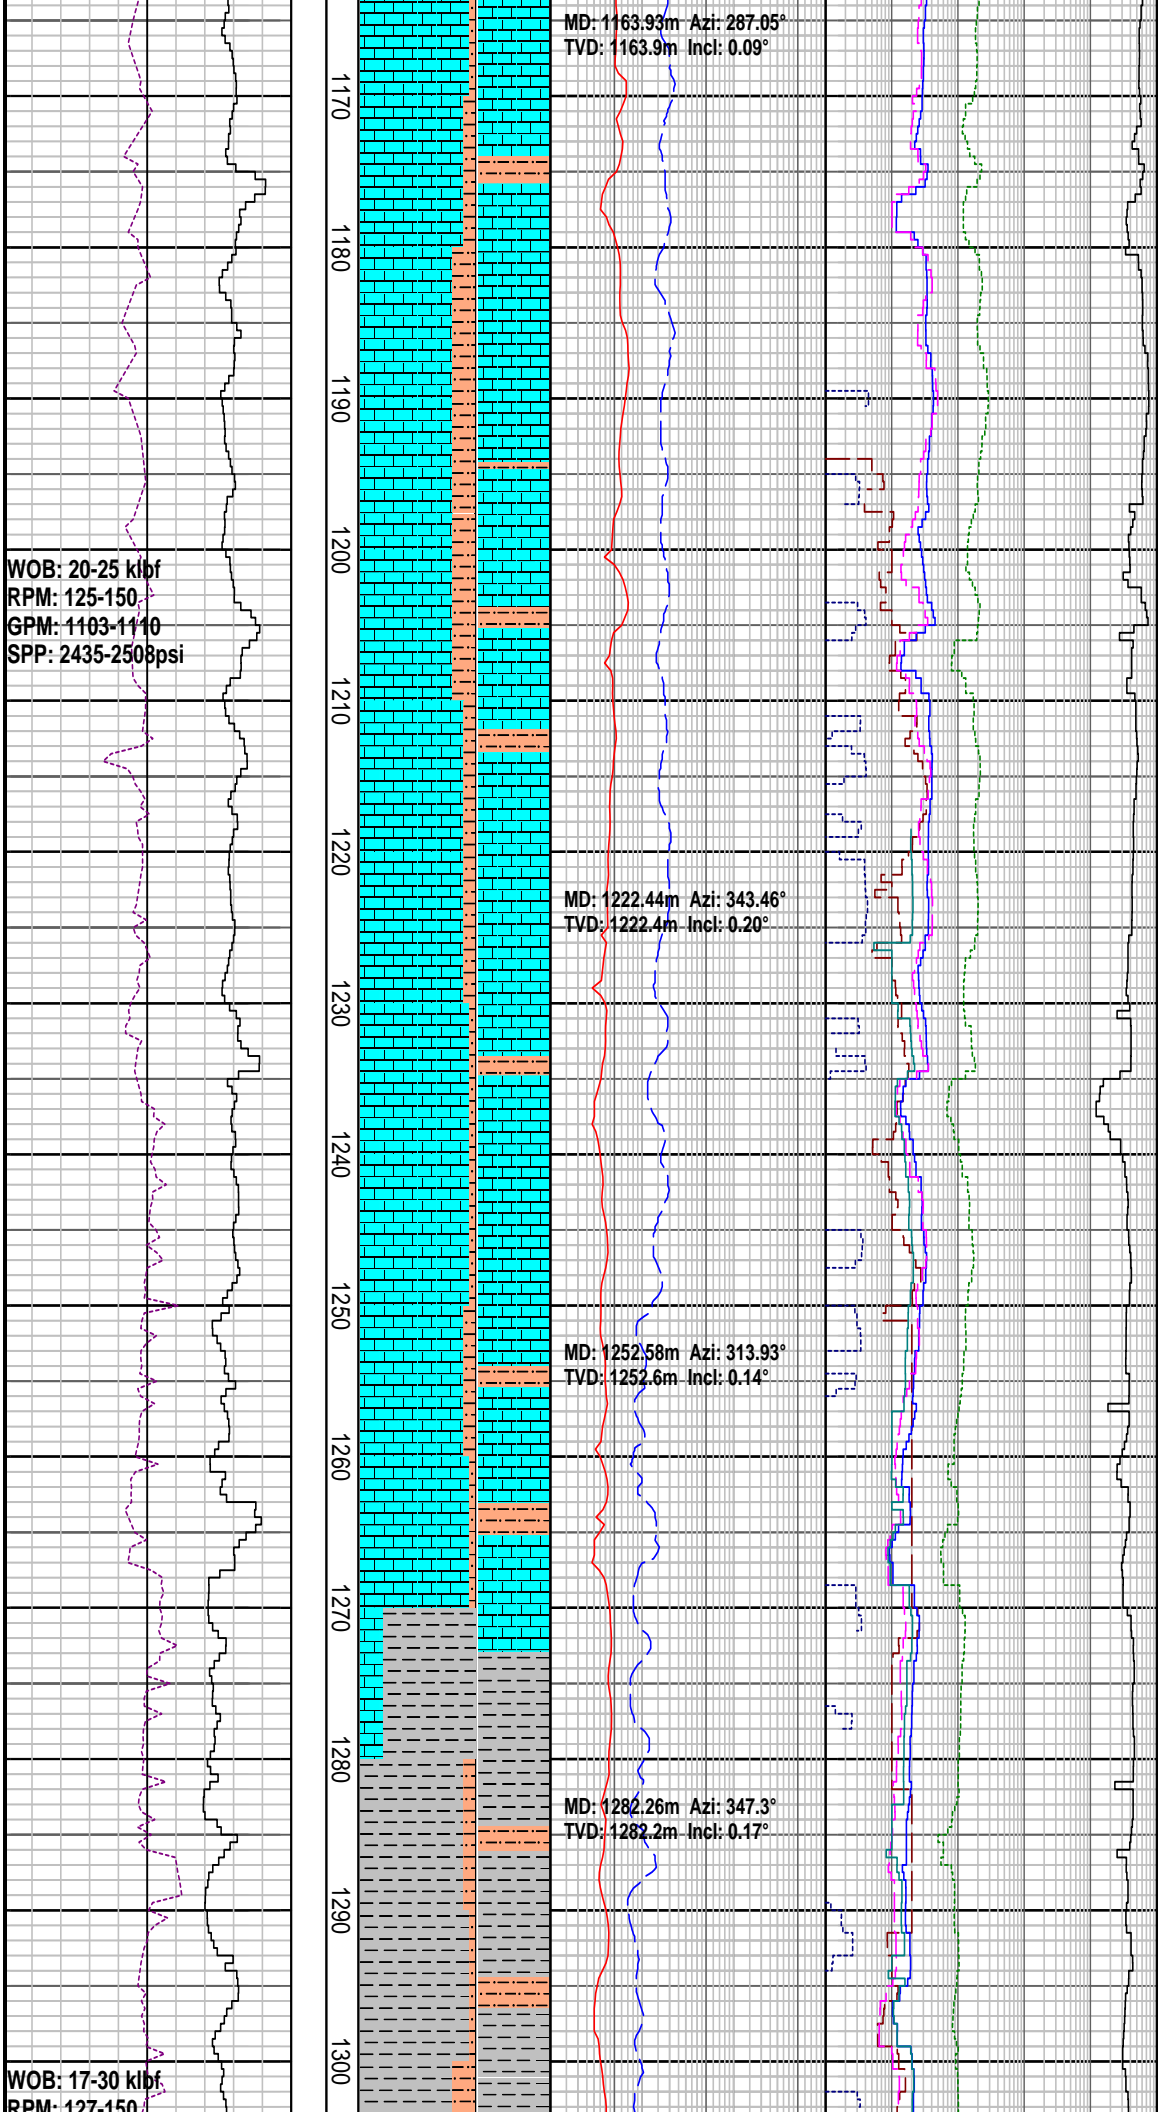 MD: 1163.93m Azi: 287.05°
TVD: 1163.9m Incl: 0.09°
1170
1180
1190
1200
WOB: 20-25 klbf
RPM: 125-150
GPM: 1103-1110
SPP: 2435-2508psi
1210
1220
MD: 1222.44m Azi: 343.46°
TVD: 1222.4m Incl: 0.20°
1230
1240
1250
MD: 1252.58m Azi: 313.93°
TVD: 1252.6m Incl: 0.14°
1260
1270
1280
MD: 1282.26m Azi: 347.3°
TVD: 1282.2m Incl: 0.17°
1290
1300
WOB: 17-30 klbf
RPM: 127-150